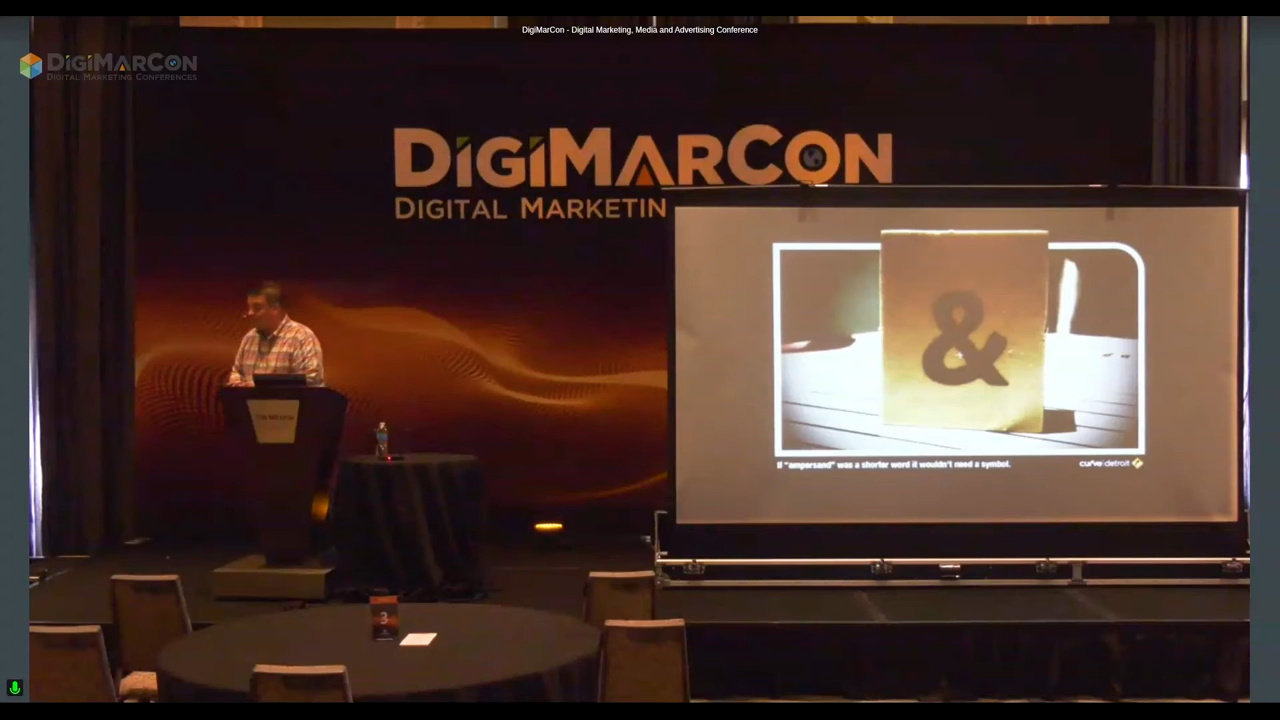 DigiMarCon - Digital Marketing, Media and Advertising Conference
DIGIMARCON
DIGITAL MARKETING CONFERENCES
DIGIMARCON
DIGITAL MARKETIN
&
If "ampersand" was a shorter word it wouldn't need a symbol.
curve detroit
3